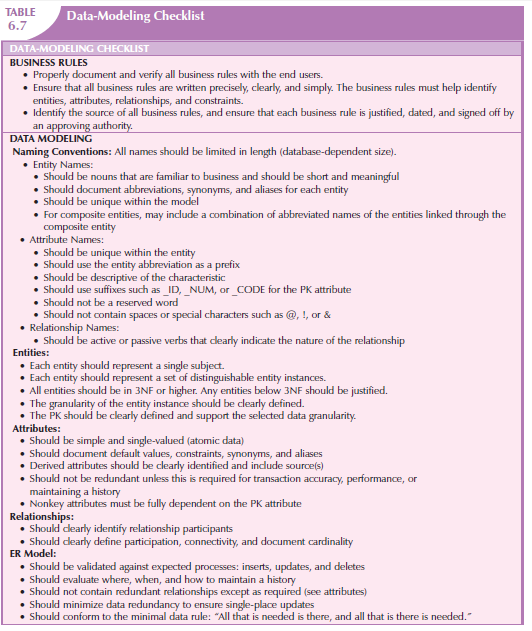 TABLE
6.7
Data-Modeling Checklist
DATA-MODELING CHECKLIST
BUSINESS RULES
• Properly document and verify all business rules with the end users.
• Ensure that all business rules are written precisely, clearly, and simply. The business rules must help identify
entities, attributes, relationships, and constraints.
• Identify the source of all business rules, and ensure that each business rule is justified, dated, and signed off by
an approving authority.
DATA MODELING
Naming Conventions: All names should be limited in length (database-dependent size).
• Entity Names:
• Should be nouns that are familiar to business and should be short and meaningful
• Should document abbreviations, synonyms, and aliases for each entity
• Should be unique within the model
• For composite entities, may include a combination of abbreviated names of the entities linked through the
composite entity
• Attribute Names:
• Should be unique within the entity
• Should use the entity abbreviation as a prefix
• Should be descriptive of the characteristic
• Should use suffixes such as _ID, _NUM, or _CODE for the PK attribute
• Should not be a reserved word
• Should not contain spaces or special characters such as @, !, or &
• Relationship Names:
• Should be active or passive verbs that clearly indicate the nature of the relationship
Entities:
• Each entity should represent a single subject.
• Each entity should represent a set of distinguishable entity instances.
• All entities should be in 3NF or higher. Any entities below 3NF should be justified.
• The granularity of the entity instance should be clearly defined.
• The PK should be clearly defined and support the selected data granularity.
Attributes:
• Should be simple and single-valued (atomic data)
• Should document default values, constraints, synonyms, and aliases
• Derived attributes should be clearly identified and include source(s)
• Should not be redundant unless this is required for transaction accuracy, performance, or
maintaining a history
• Nonkey attributes must be fully dependent on the PK attribute
Relationships:
• Should clearly identify relationship participants
• Should clearly define participation, connectivity, and document cardinality
ER Model:
• Should be validated against expected processes: inserts, updates, and deletes
• Should evaluate where, when, and how to maintain a history
• Should not contain redundant relationships except as required (see attributes)
• Should minimize data redundancy to ensure single-place updates
• Should conform to the minimal data rule: “All that is needed is there, and all that is there is needed.”